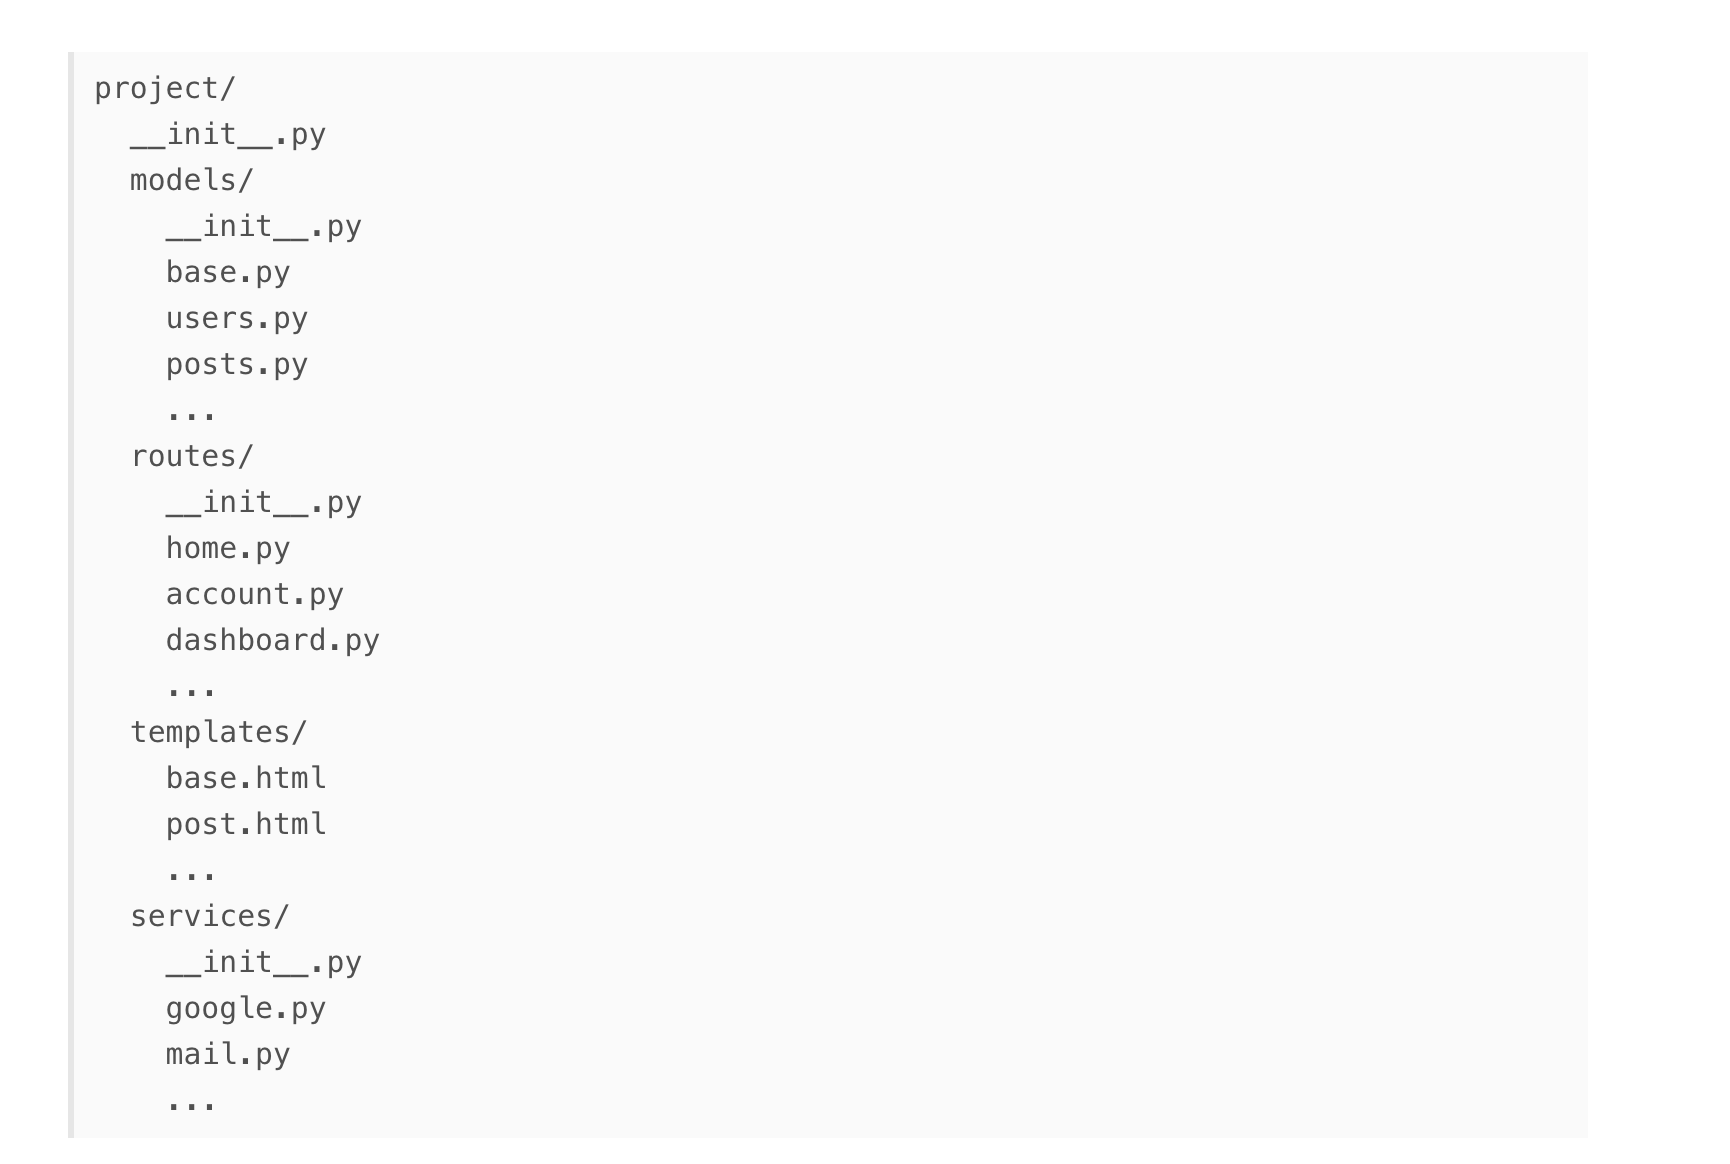 project/
  __init__.py
  models/
    __init__.py
    base.py
    users.py
    posts.py
    ...
  routes/
    __init__.py
    home.py
    account.py
    dashboard.py
    ...
  templates/
    base.html
    post.html
    ...
  services/
    __init__.py
    google.py
    mail.py
    ...